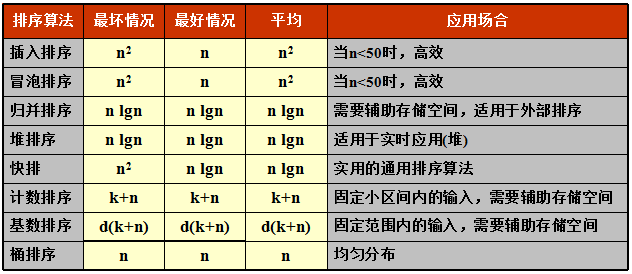 排序算法 最坏情况 最好情况 平均 应用场合
插入排序 n² n n² 当n<50时，高效
冒泡排序 n² n n² 当n<50时，高效
归并排序 n lgn n lgn n lgn 需要辅助存储空间，适用于外部排序
堆排序 n lgn n lgn n lgn 适用于实时应用(堆)
快排 n² n lgn n lgn 实用的通用排序算法
计数排序 k+n k+n k+n 固定小区间内的输入，需要辅助存储空间
基数排序 d(k+n) d(k+n) d(k+n) 固定范围内的输入，需要辅助存储空间
桶排序 n n n 均匀分布